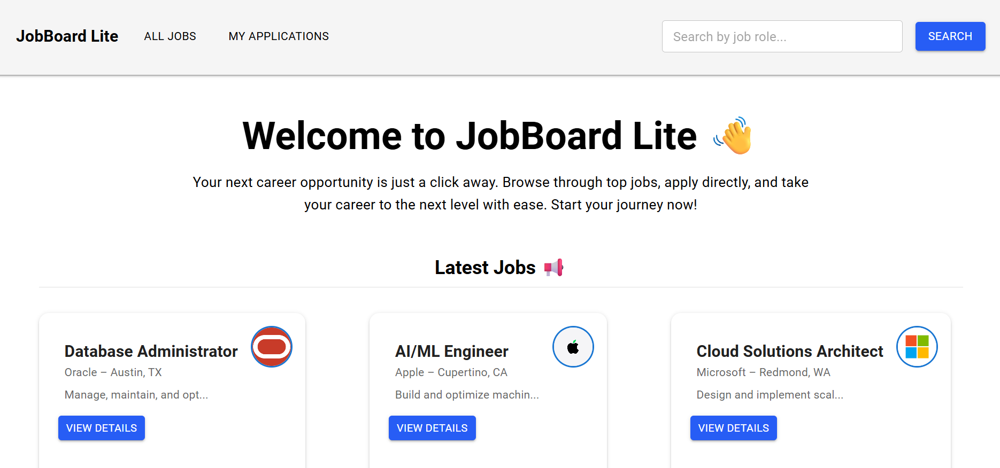 JobBoard Lite ALL JOBS MY APPLICATIONS Search by job role... SEARCH
Welcome to JobBoard Lite 👋
Your next career opportunity is just a click away. Browse through top jobs, apply directly, and take
your career to the next level with ease. Start your journey now!
Latest Jobs 📢
Database Administrator
Oracle – Austin, TX
Manage, maintain, and opt...
VIEW DETAILS
AI/ML Engineer
Apple – Cupertino, CA
Build and optimize machin...
VIEW DETAILS
Cloud Solutions Architect
Microsoft – Redmond, WA
Design and implement scal...
VIEW DETAILS